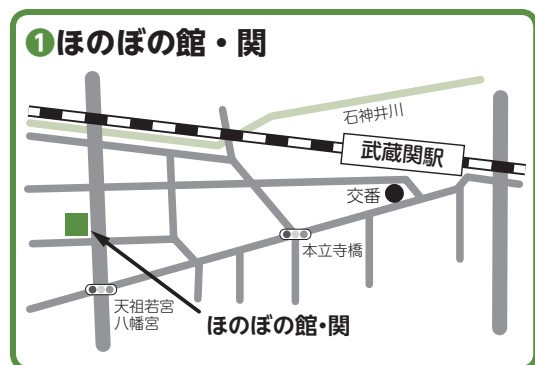 ❶ほのぼの館・関
石神井川
武蔵関駅
交番
本立寺橋
天祖若宮
八幡宮
ほのぼの館・関